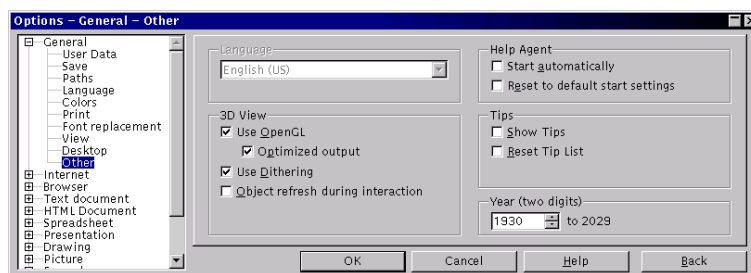 Options – General – Other
General
User Data
Save
Paths
Language
Colors
Print
Font replacement
View
Desktop
Other
Internet
Browser
Text document
HTML Document
Spreadsheet
Presentation
Drawing
Picture
Language
English (US)
3D View
Use OpenGL
Optimized output
Use Dithering
Object refresh during interaction
Help Agent
Start automatically
Reset to default start settings
Tips
Show Tips
Reset Tip List
Year (two digits)
1930 to 2029
OK Cancel Help Back